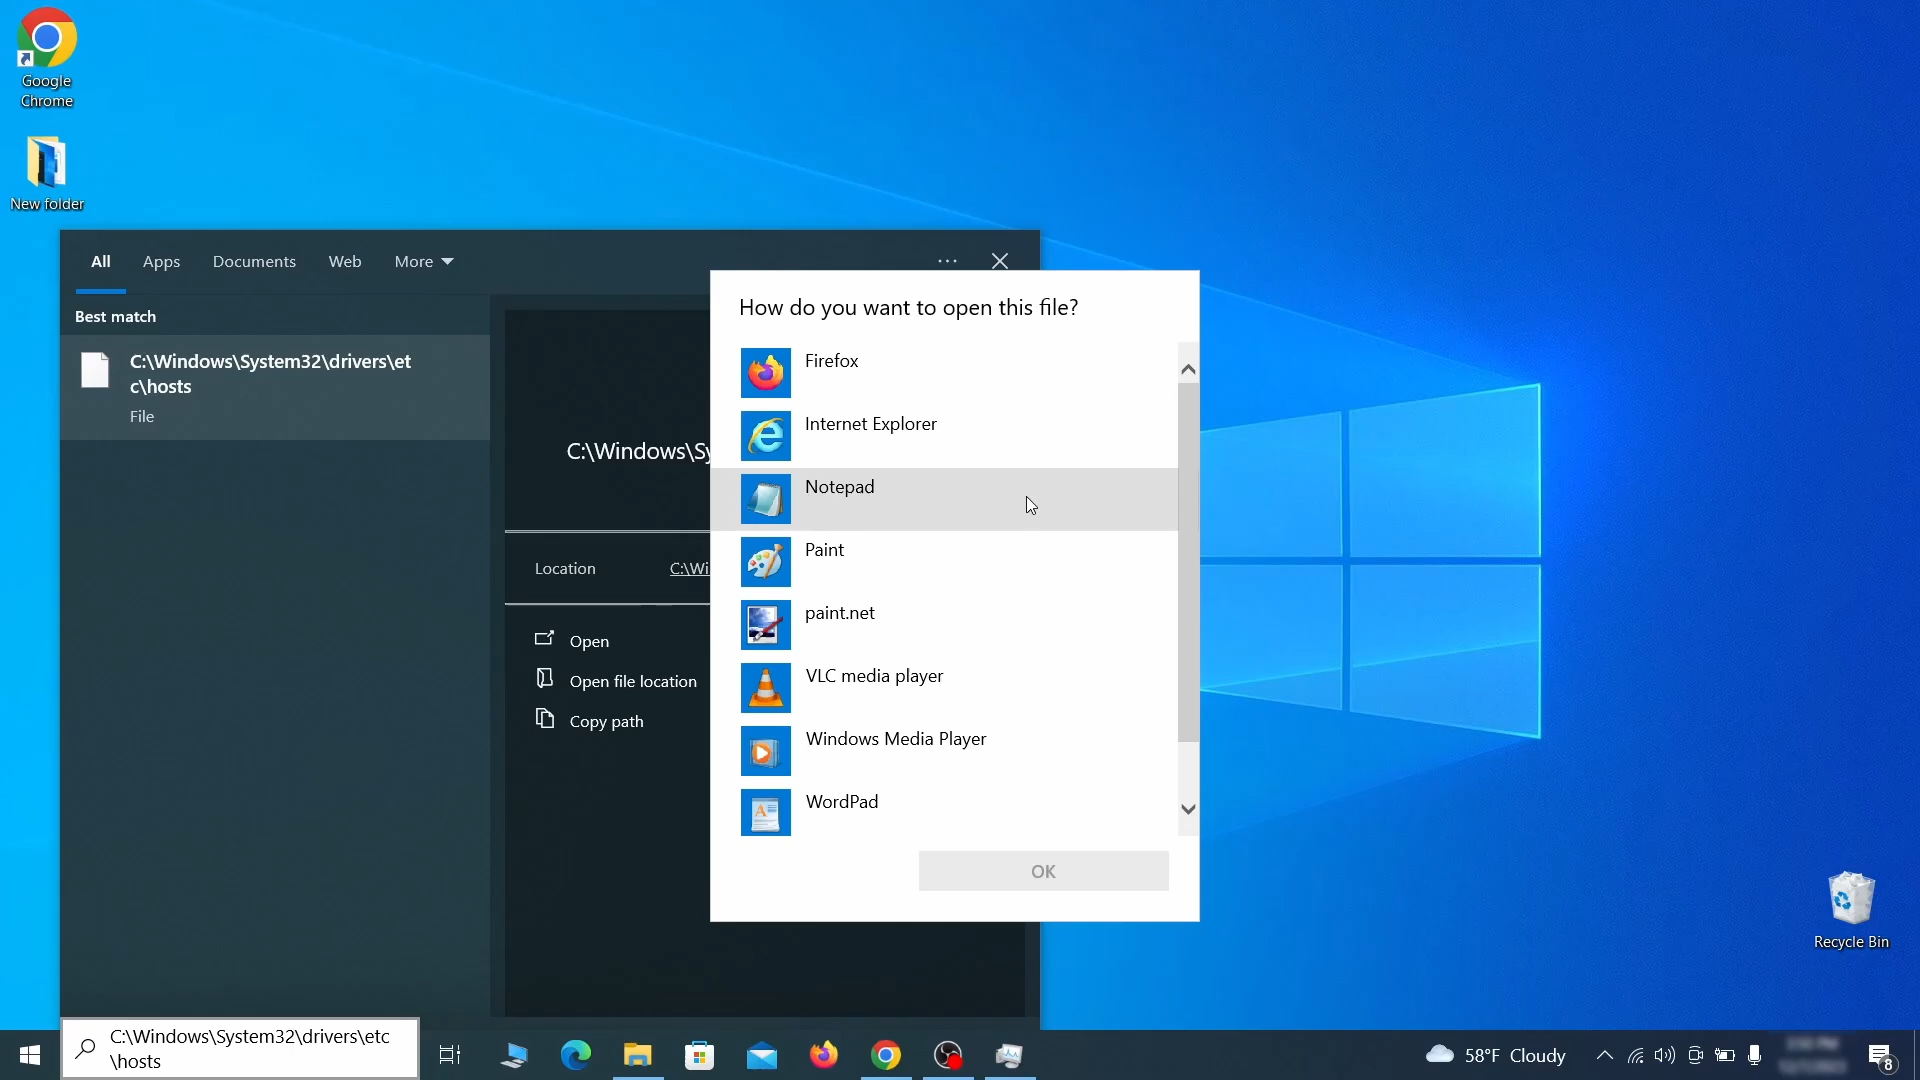 Google
Chrome
New folder
All
Apps
Documents
Web
More
Best match
C:\Windows\System32\drivers\et
c\hosts
File
C:\Windows\Sy
Location
C:\Wi
Open
Open file location
Copy path
How do you want to open this file?
Firefox
Internet Explorer
Notepad
Paint
paint.net
VLC media player
Windows Media Player
WordPad
OK
Recycle Bin
C:\Windows\System32\drivers\etc
\hosts
58°F Cloudy
8